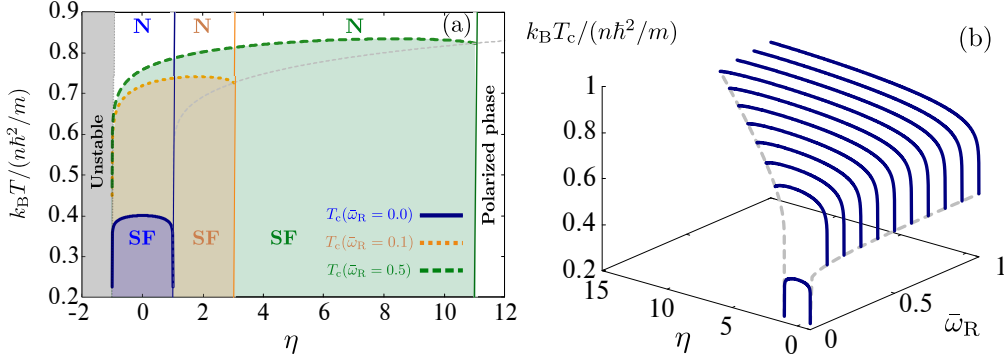 (a)
N N N
0.9
0.8
0.7
0.6
0.5
0.4
0.3
0.2
k_B T/(nħ²/m)
Unstable
Polarized phase
T_c(ω̄_R = 0.0)
T_c(ω̄_R = 0.1)
T_c(ω̄_R = 0.5)
SF SF SF
−2 0 2 4 6 8 10 12
η
k_B T_c/(nħ²/m)
(b)
1
0.8
0.6
0.4
0.2
15 10 5 0
η
0 0.5 1
ω̄_R